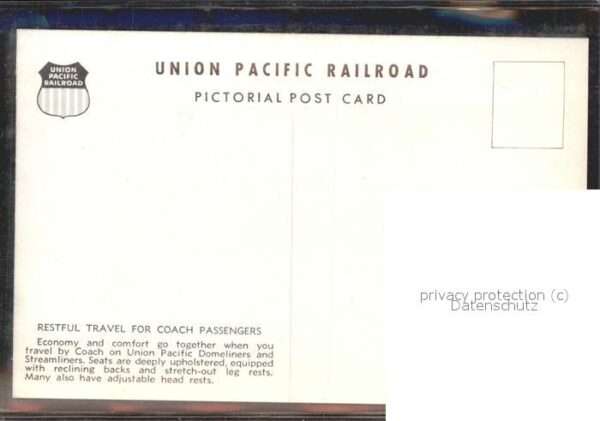 UNION
PACIFIC
RAILROAD
UNION PACIFIC RAILROAD
PICTORIAL POST CARD
privacy protection (c)
Datenschutz
RESTFUL TRAVEL FOR COACH PASSENGERS
Economy and comfort go together when you
travel by Coach on Union Pacific Domeliners and
Streamliners. Seats are deeply upholstered, equipped
with reclining backs and stretch-out leg rests.
Many also have adjustable head rests.